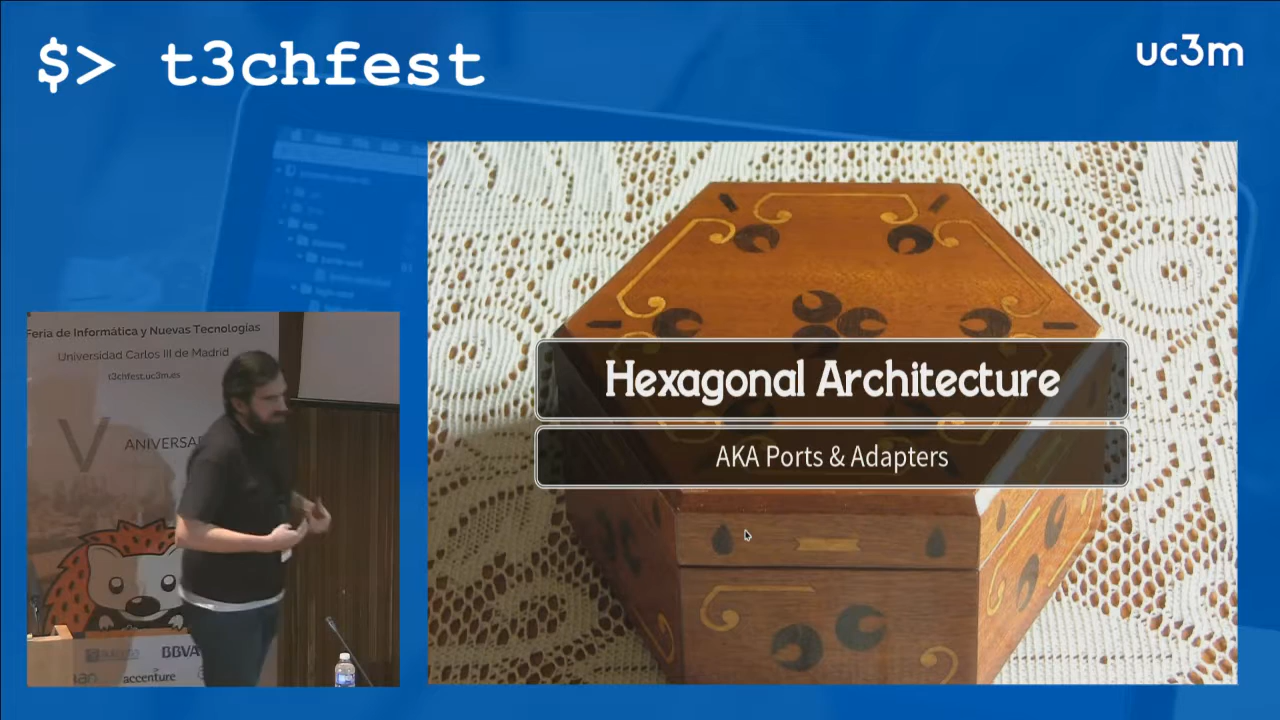 $> t3chfest
uc3m
Feria de Informática y Nuevas Tecnologías
Universidad Carlos III de Madrid
t3chfest.uc3m.es
V
ANIVERSA
BBVA
accenture
Hexagonal Architecture
AKA Ports & Adapters